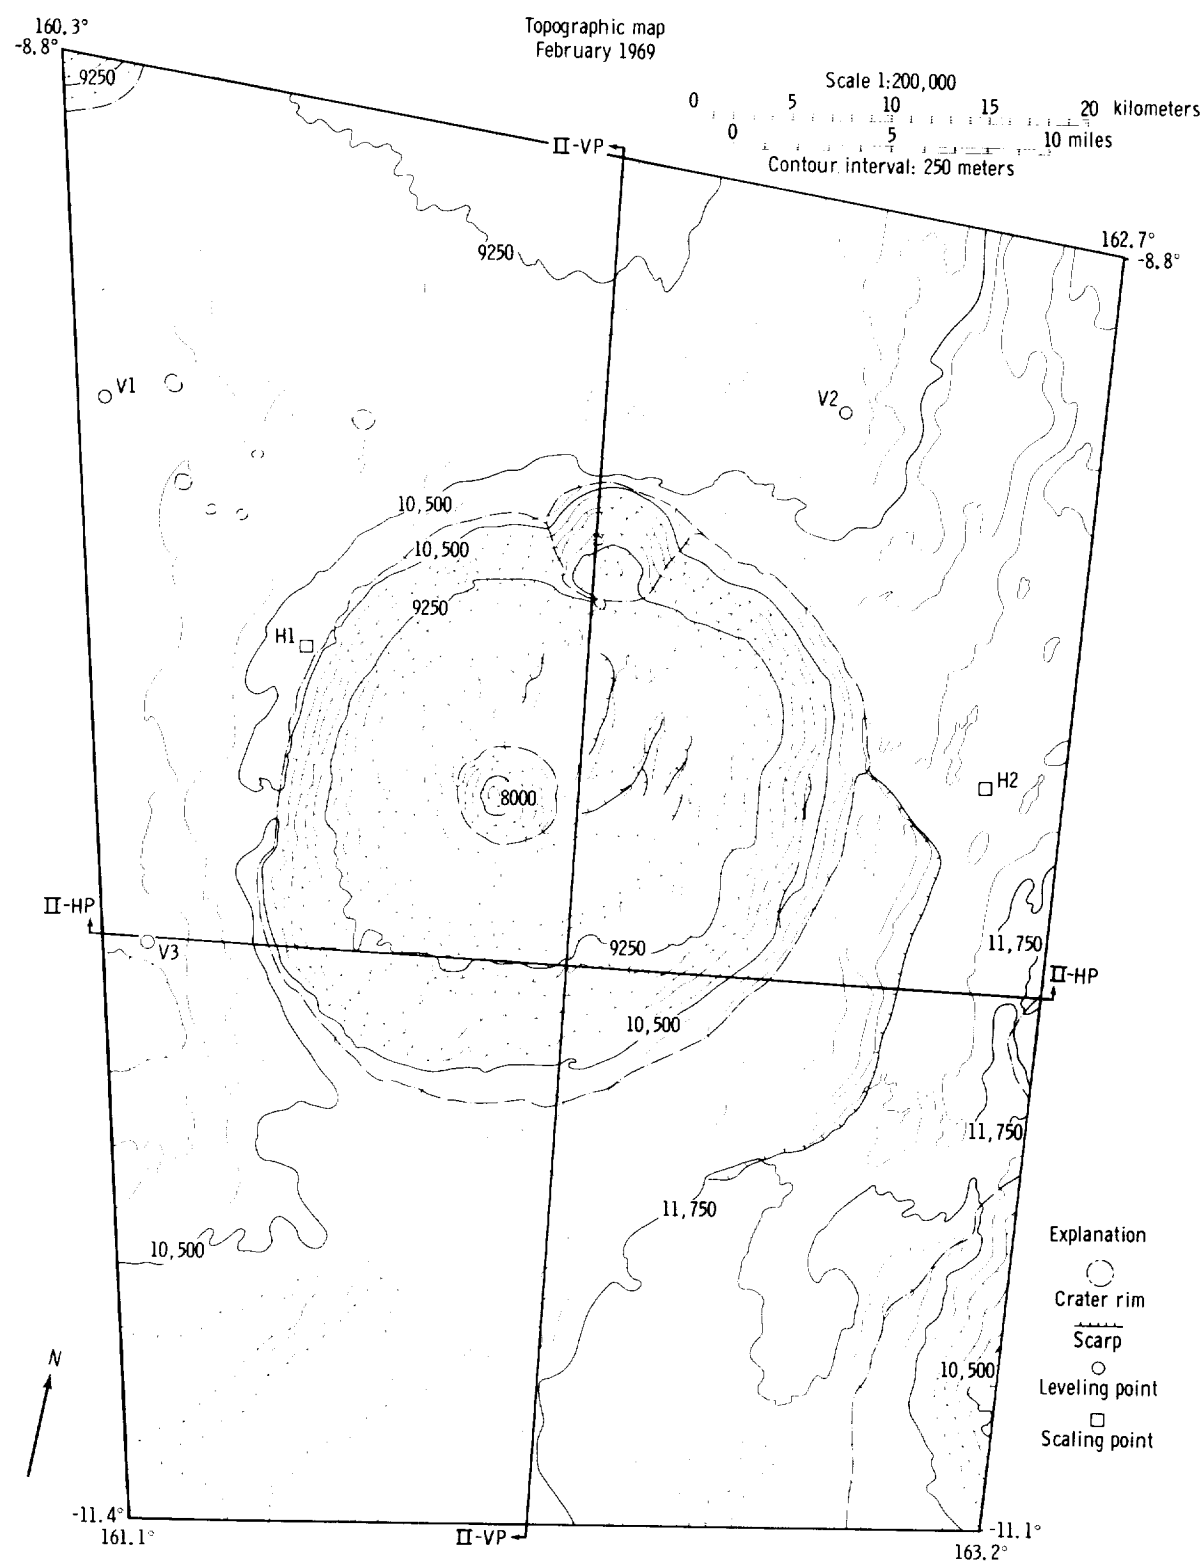 160.3°
-8.8°
Topographic map
February 1969
Scale 1:200,000
0 5 10 15 20 kilometers
0 5 10 miles
Contour interval: 250 meters
9250
II-VP
162.7°
-8.8°
9250
V1
V2
10,500
10,500
9250
H1
H2
8000
II-HP
V3
9250
11,750
II-HP
10,500
11,750
11,750
10,500
Explanation
Crater rim
Scarp
10,500
Leveling point
Scaling point
N
-11.4°
161.1°
II-VP
-11.1°
163.2°